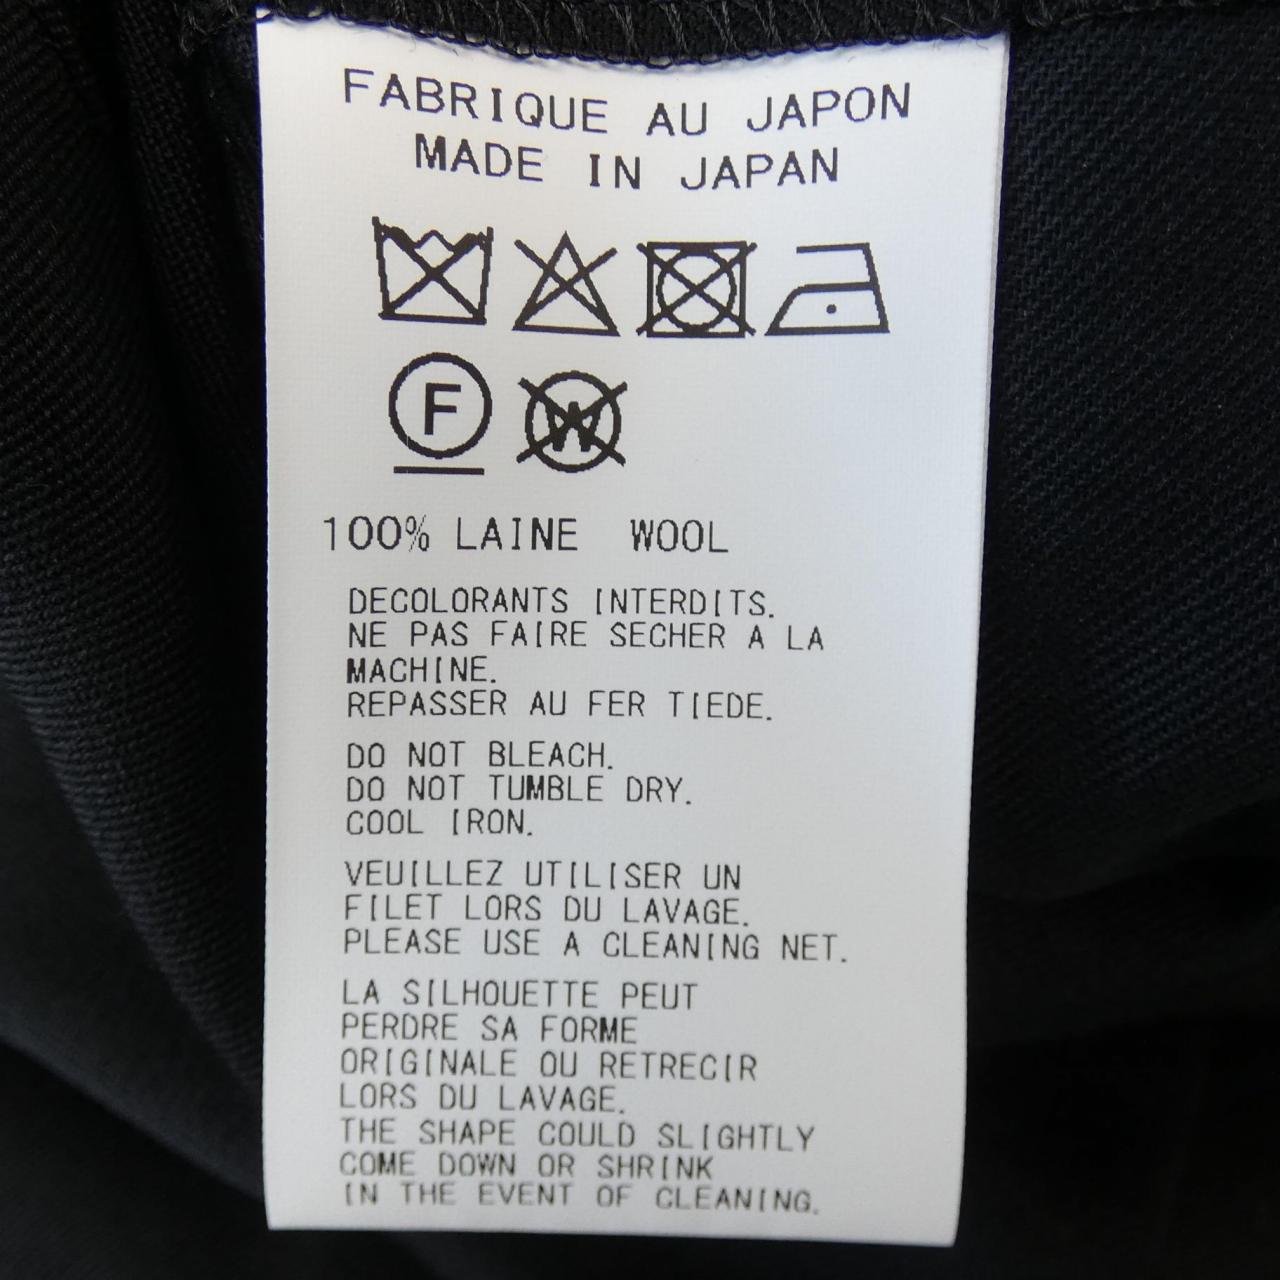 FABRIQUE AU JAPON
MADE IN JAPAN
F W
100% LAINE WOOL
DECOLORANTS INTERDITS.
NE PAS FAIRE SECHER A LA
MACHINE.
REPASSER AU FER TIEDE.
DO NOT BLEACH.
DO NOT TUMBLE DRY.
COOL IRON.
VEUILLEZ UTILISER UN
FILET LORS DU LAVAGE.
PLEASE USE A CLEANING NET.
LA SILHOUETTE PEUT
PERDRE SA FORME
ORIGINALE OU RETRECIR
LORS DU LAVAGE.
THE SHAPE COULD SLIGHTLY
COME DOWN OR SHRINK
IN THE EVENT OF CLEANING.